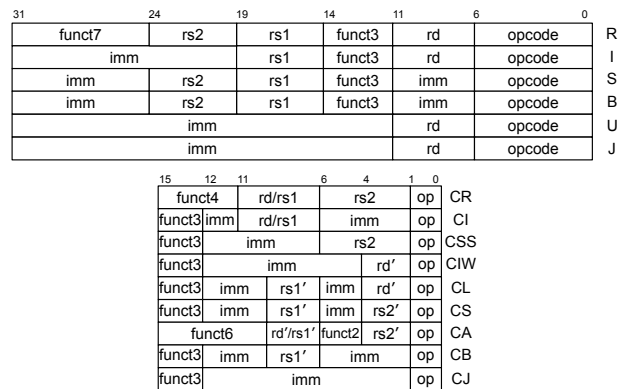 31 24 19 14 11 6 0
funct7 rs2 rs1 funct3 rd opcode R
imm rs1 funct3 rd opcode I
imm rs2 rs1 funct3 imm opcode S
imm rs2 rs1 funct3 imm opcode B
imm rd opcode U
imm rd opcode J
15 12 11 6 4 1 0
funct4 rd/rs1 rs2 op CR
funct3 imm rd/rs1 imm op CI
funct3 imm rs2 op CSS
funct3 imm rd′ op CIW
funct3 imm rs1′ imm rd′ op CL
funct3 imm rs1′ imm rs2′ op CS
funct6 rd′/rs1′ funct2 rs2′ op CA
funct3 imm rs1′ imm op CB
funct3 imm op CJ